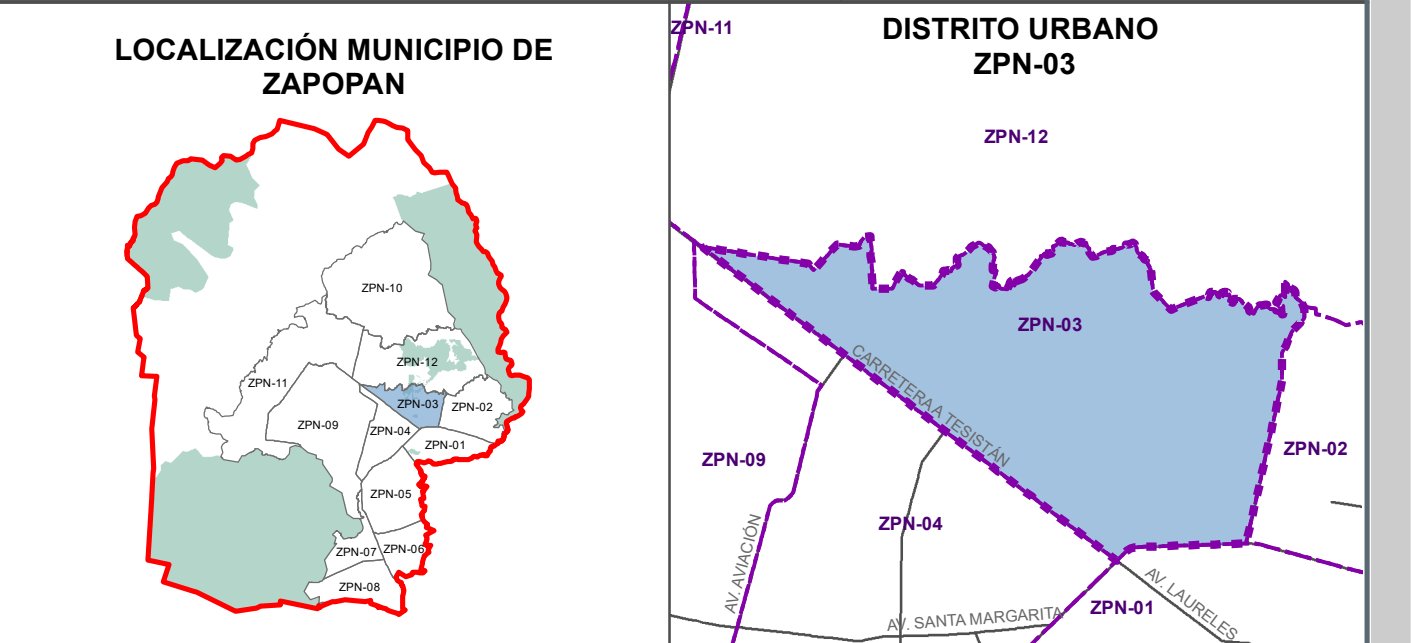 LOCALIZACIÓN MUNICIPIO DE
ZAPOPAN
ZPN-10
ZPN-12
ZPN-11
ZPN-03
ZPN-02
ZPN-09
ZPN-04
ZPN-01
ZPN-05
ZPN-07
ZPN-06
ZPN-08
DISTRITO URBANO
ZPN-03
ZPN-11
ZPN-12
ZPN-03
CARRETERA A TESISTÁN
ZPN-02
ZPN-09
ZPN-04
AV. AVIACIÓN
AV. LAURELES
ZPN-01
AV. SANTA MARGARITA